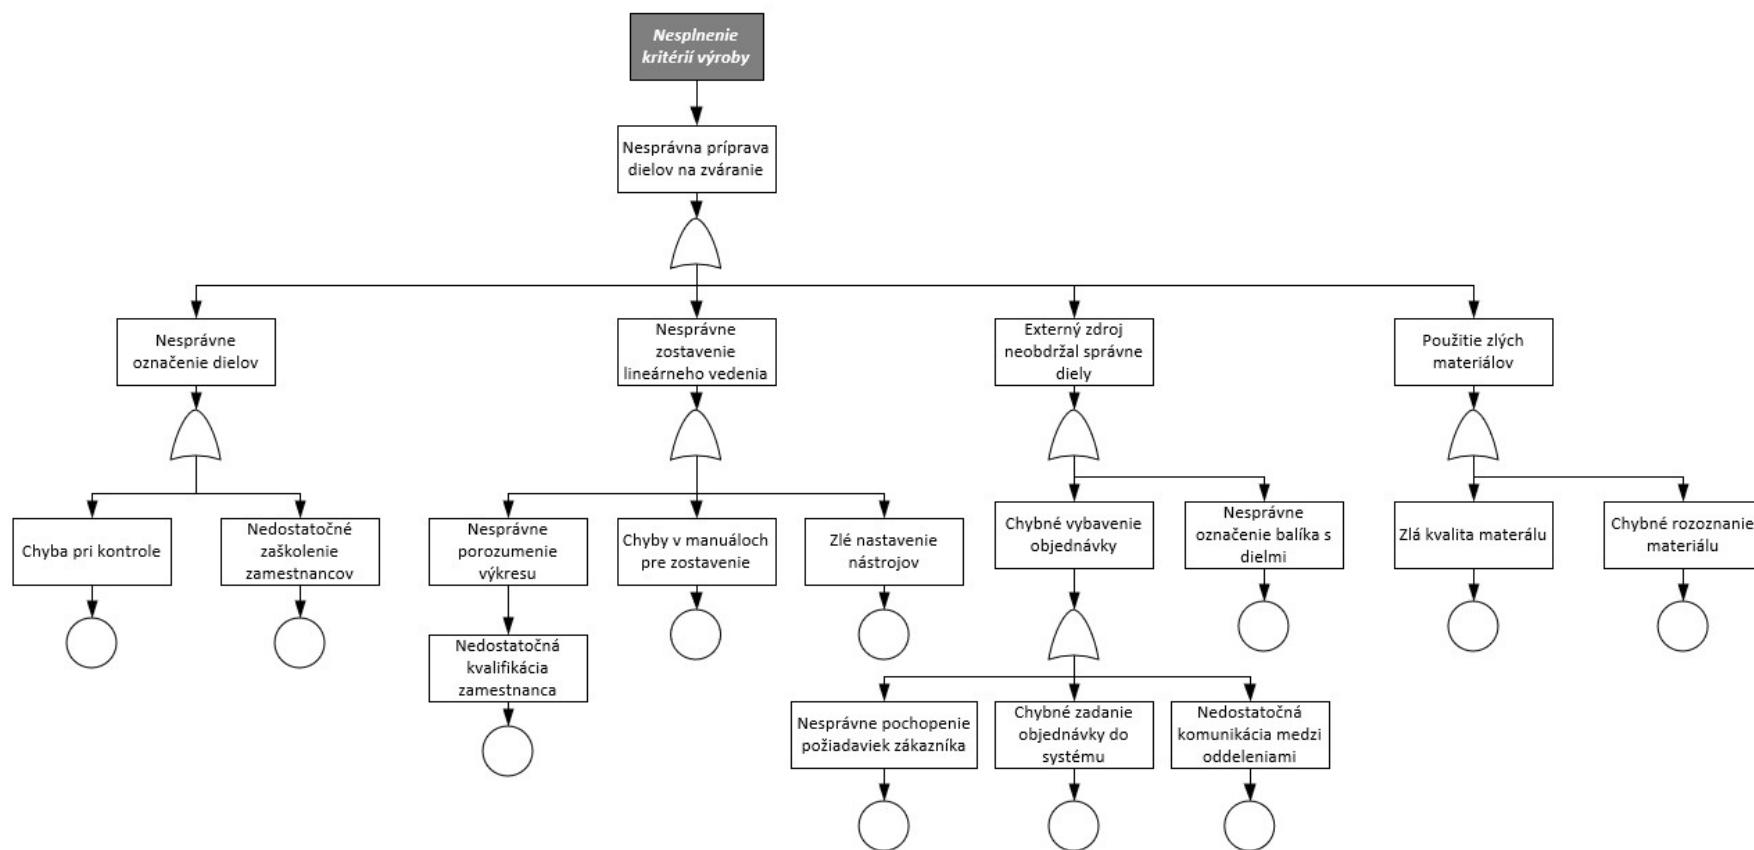 Nesplnenie
kritérií výroby
Nesprávna príprava
dielov na zváranie
Nesprávne
označenie dielov
Nesprávne
zostavenie
lineárneho vedenia
Externý zdroj
neobdržal správne
diely
Použitie zlých
materiálov
Chyba pri kontrole
Nedostatočné
zaškolenie
zamestnancov
Nesprávne
porozumenie
výkresu
Chyby v manuáloch
pre zostavenie
Zlé nastavenie
nástrojov
Chybné vybavenie
objednávky
Nesprávne
označenie balíka s
dielmi
Zlá kvalita materálu
Chybné rozoznanie
materiálu
Nedostatočná
kvalifikácia
zamestnanca
Nesprávne pochopenie
požiadaviek zákazníka
Chybné zadanie
objednávky do
systému
Nedostatočná
komunikácia medzi
oddeleniami